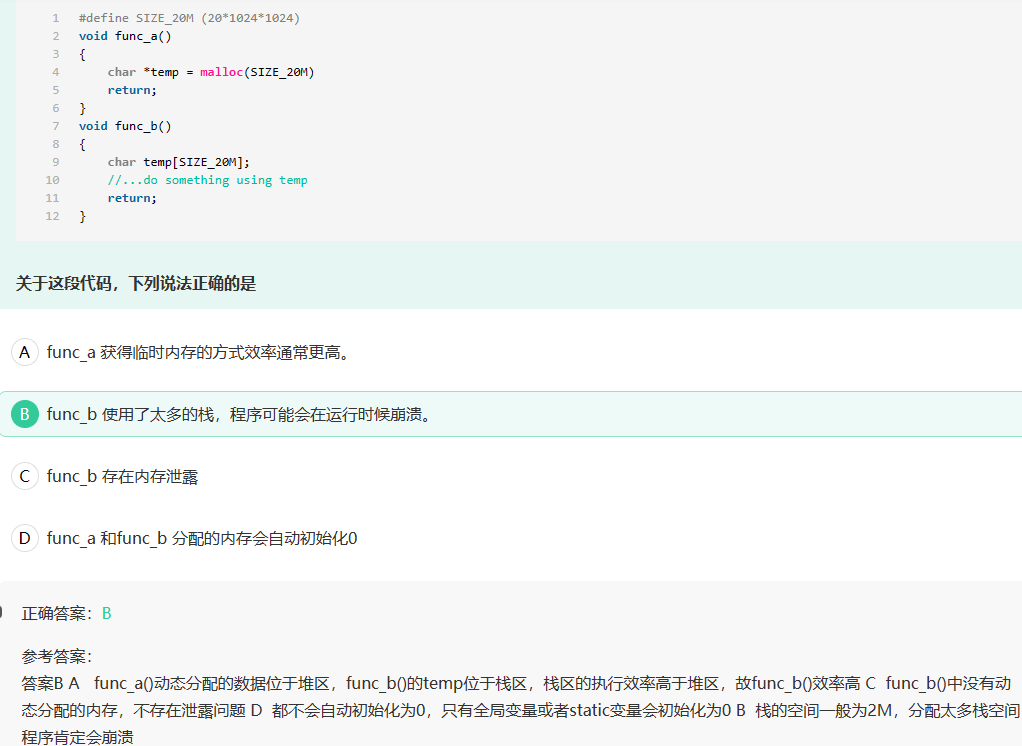 1 #define SIZE_20M (20*1024*1024)
2 void func_a()
3 {
4 char *temp = malloc(SIZE_20M)
5 return;
6 }
7 void func_b()
8 {
9 char temp[SIZE_20M];
10 //...do something using temp
11 return;
12 }
关于这段代码，下列说法正确的是
A func_a 获得临时内存的方式效率通常更高。
B func_b 使用了太多的栈，程序可能会在运行时候崩溃。
C func_b 存在内存泄露
D func_a 和func_b 分配的内存会自动初始化0
正确答案：B
参考答案：
答案B A func_a()动态分配的数据位于堆区，func_b()的temp位于栈区，栈区的执行效率高于堆区，故func_b()效率高 C func_b()中没有动
态分配的内存，不存在泄露问题 D 都不会自动初始化为0，只有全局变量或者static变量会初始化为0 B 栈的空间一般为2M，分配太多栈空间
程序肯定会崩溃